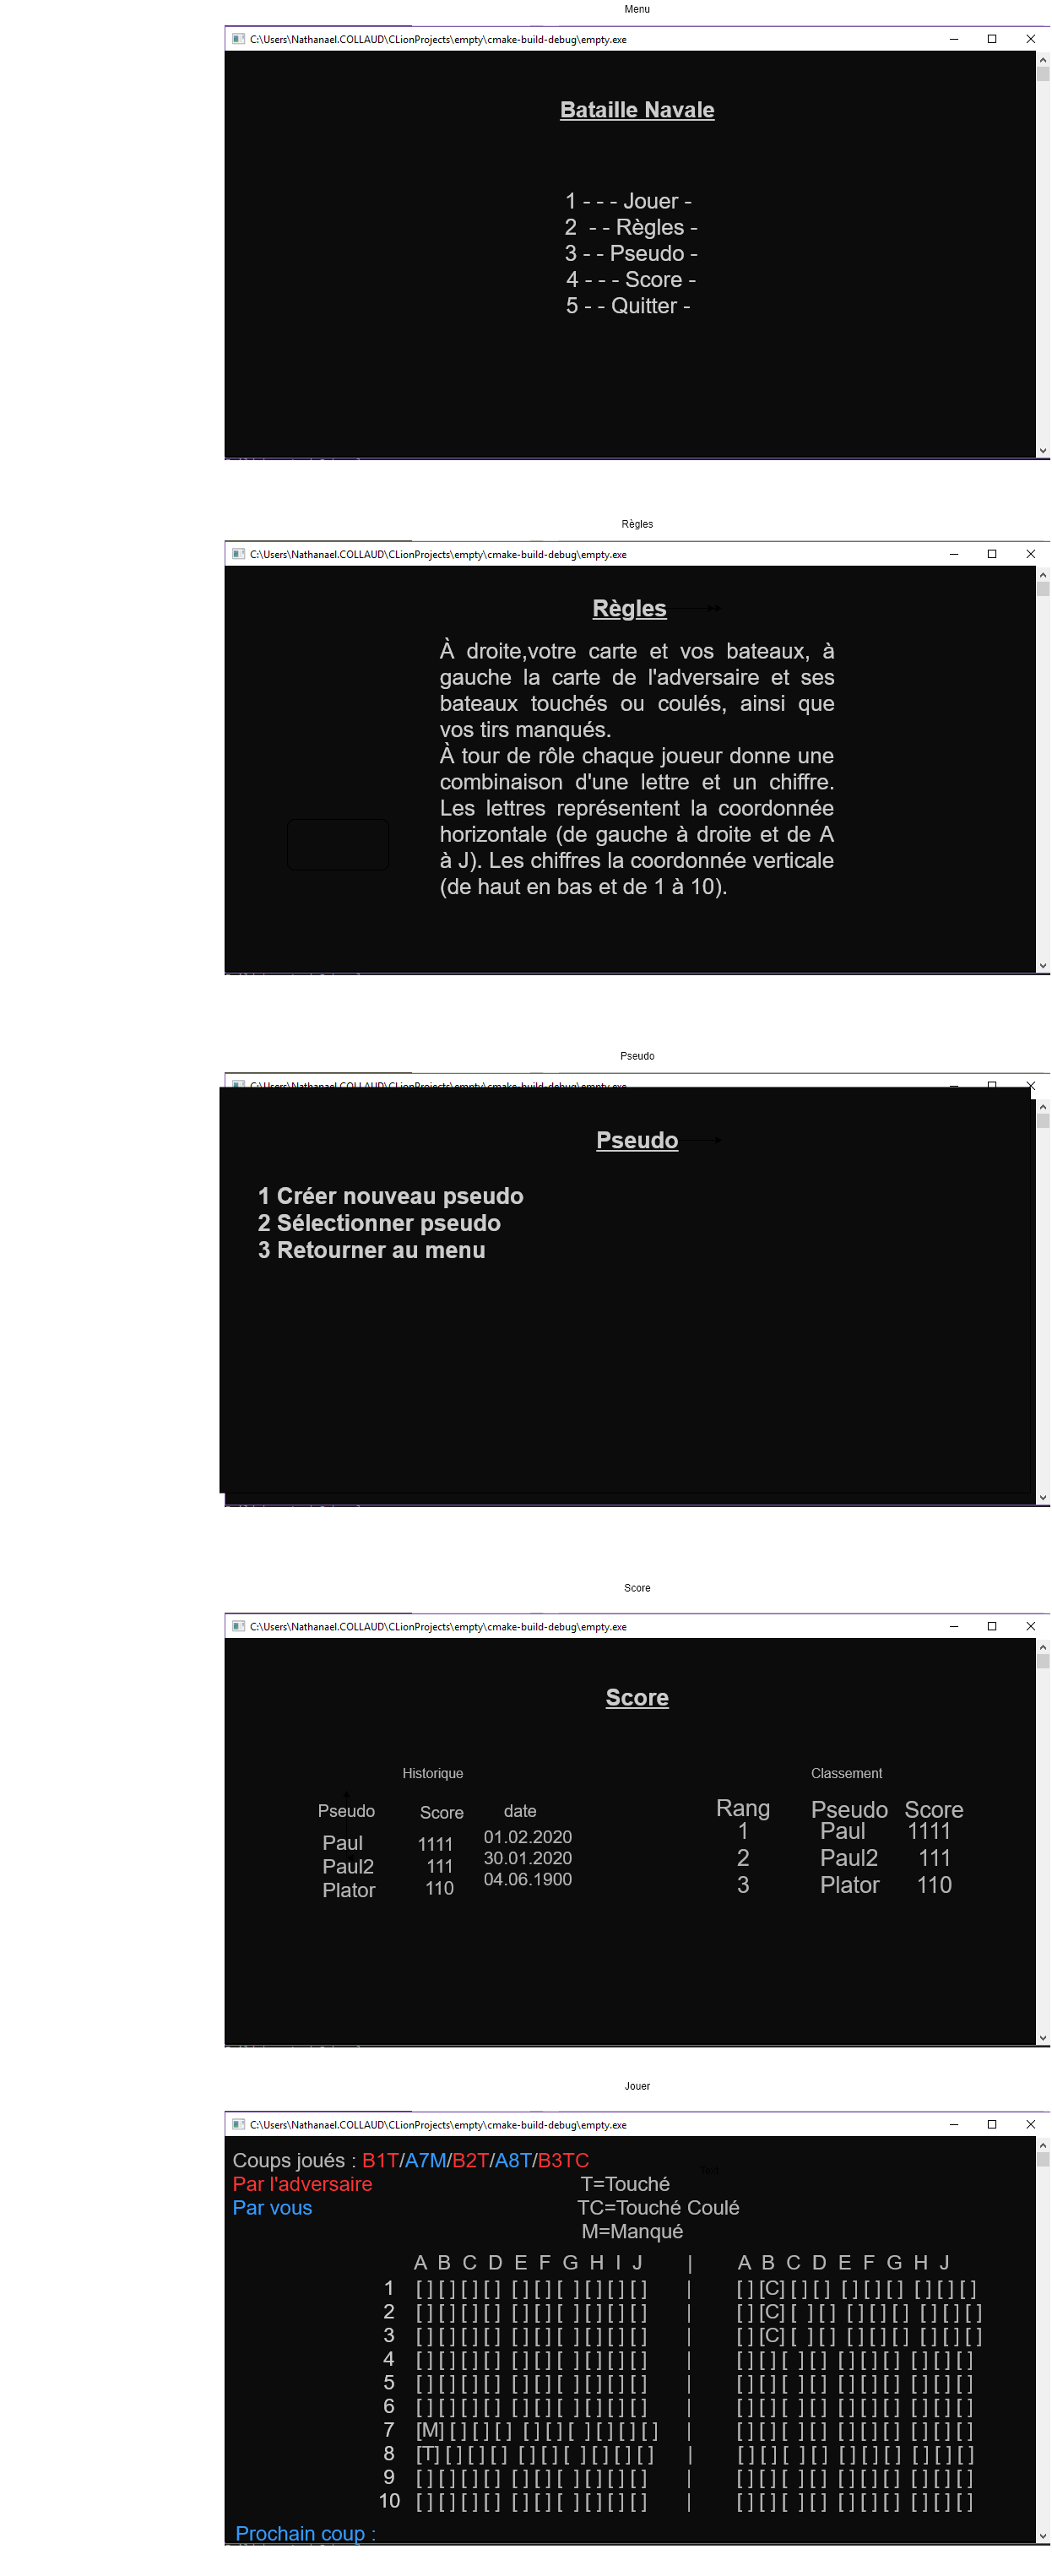 Menu
C:\Users\Nathanael.COLLAUD\CLionProjects\empty\cmake-build-debug\empty.exe
Bataille Navale
1 - - - Jouer -
2 - - Règles -
3 - - Pseudo -
4 - - - Score -
5 - - Quitter -
Règles
C:\Users\Nathanael.COLLAUD\CLionProjects\empty\cmake-build-debug\empty.exe
Règles
À droite,votre carte et vos bateaux, à
gauche la carte de l'adversaire et ses
bateaux touchés ou coulés, ainsi que
vos tirs manqués.
À tour de rôle chaque joueur donne une
combinaison d'une lettre et un chiffre.
Les lettres représentent la coordonnée
horizontale (de gauche à droite et de A
à J). Les chiffres la coordonnée verticale
(de haut en bas et de 1 à 10).
Pseudo
C:\Users\Nathanael.COLLAUD\CLionProjects\empty\cmake-build-debug\empty.exe
Pseudo
1 Créer nouveau pseudo
2 Sélectionner pseudo
3 Retourner au menu
Score
C:\Users\Nathanael.COLLAUD\CLionProjects\empty\cmake-build-debug\empty.exe
Score
Historique
Pseudo Score date
Paul 1111 01.02.2020
Paul2 111 30.01.2020
Plator 110 04.06.1900
Classement
Rang Pseudo Score
1 Paul 1111
2 Paul2 111
3 Plator 110
Jouer
C:\Users\Nathanael.COLLAUD\CLionProjects\empty\cmake-build-debug\empty.exe
Coups joués : B1T/A7M/B2T/A8T/B3TC
Par l'adversaire T=Touché
Par vous TC=Touché Coulé
M=Manqué
A B C D E F G H I J | A B C D E F G H J
1 [ ] [ ] [ ] [ ] [ ] [ ] [ ] [ ] [ ] [ ] | [ ] [C] [ ] [ ] [ ] [ ] [ ] [ ] [ ] [ ]
2 [ ] [ ] [ ] [ ] [ ] [ ] [ ] [ ] [ ] [ ] | [ ] [C] [ ] [ ] [ ] [ ] [ ] [ ] [ ] [ ]
3 [ ] [ ] [ ] [ ] [ ] [ ] [ ] [ ] [ ] [ ] | [ ] [C] [ ] [ ] [ ] [ ] [ ] [ ] [ ] [ ]
4 [ ] [ ] [ ] [ ] [ ] [ ] [ ] [ ] [ ] [ ] | [ ] [ ] [ ] [ ] [ ] [ ] [ ] [ ] [ ] [ ]
5 [ ] [ ] [ ] [ ] [ ] [ ] [ ] [ ] [ ] [ ] | [ ] [ ] [ ] [ ] [ ] [ ] [ ] [ ] [ ] [ ]
6 [ ] [ ] [ ] [ ] [ ] [ ] [ ] [ ] [ ] [ ] | [ ] [ ] [ ] [ ] [ ] [ ] [ ] [ ] [ ] [ ]
7 [M] [ ] [ ] [ ] [ ] [ ] [ ] [ ] [ ] [ ] | [ ] [ ] [ ] [ ] [ ] [ ] [ ] [ ] [ ] [ ]
8 [T] [ ] [ ] [ ] [ ] [ ] [ ] [ ] [ ] [ ] | [ ] [ ] [ ] [ ] [ ] [ ] [ ] [ ] [ ] [ ]
9 [ ] [ ] [ ] [ ] [ ] [ ] [ ] [ ] [ ] [ ] | [ ] [ ] [ ] [ ] [ ] [ ] [ ] [ ] [ ] [ ]
10 [ ] [ ] [ ] [ ] [ ] [ ] [ ] [ ] [ ] [ ] | [ ] [ ] [ ] [ ] [ ] [ ] [ ] [ ] [ ] [ ]
Prochain coup :